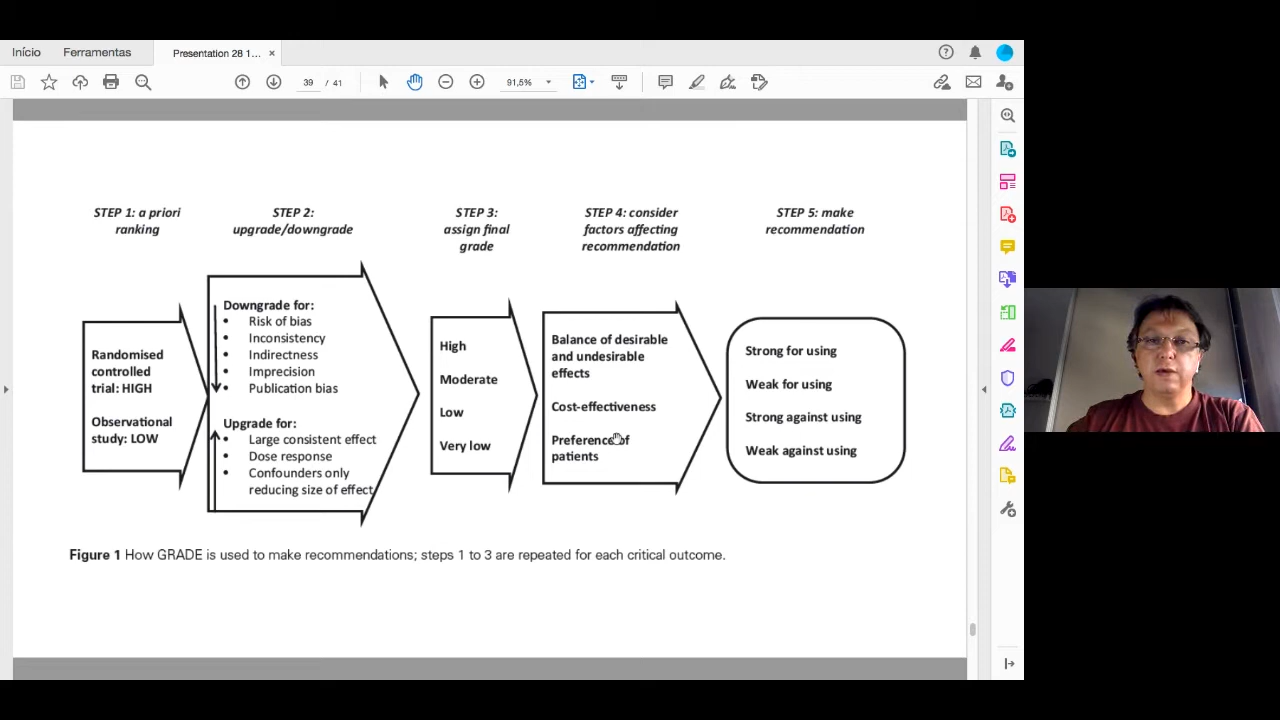 Início
Ferramentas
Presentation 28 1...
×
39 / 41
91,5%
STEP 1: a priori
ranking
STEP 2:
upgrade/downgrade
STEP 3:
assign final
grade
STEP 4: consider
factors affecting
recommendation
STEP 5: make
recommendation
Randomised
controlled
trial: HIGH
Observational
study: LOW
Downgrade for:
• Risk of bias
• Inconsistency
• Indirectness
• Imprecision
• Publication bias
Upgrade for:
• Large consistent effect
• Dose response
• Confounders only
reducing size of effect
High
Moderate
Low
Very low
Balance of desirable
and undesirable
effects
Cost-effectiveness
Preference of
patients
Strong for using
Weak for using
Strong against using
Weak against using
Figure 1 How GRADE is used to make recommendations; steps 1 to 3 are repeated for each critical outcome.